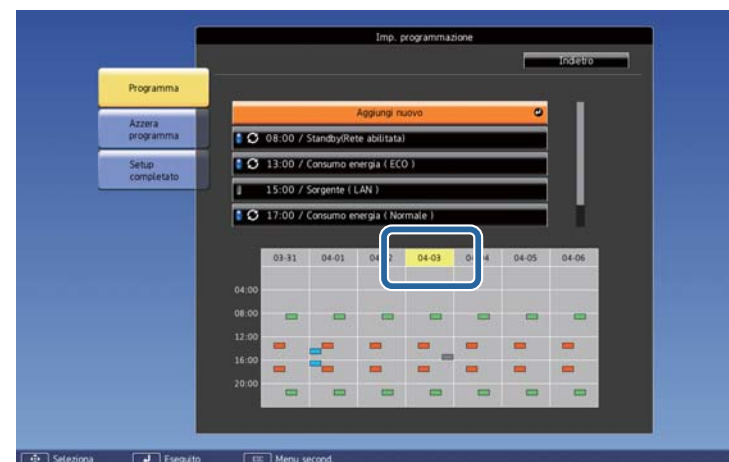 Imp. programmazione
Indietro
Programma
Azzera
programma
Setup
completato
Aggiungi nuovo
08:00 / Standby(Rete abilitata)
13:00 / Consumo energia ( ECO )
15:00 / Sorgente ( LAN )
17:00 / Consumo energia ( Normale )
03-31 04-01 04-03 04-05 04-06
04:00
08:00
12:00
16:00
20:00
Seleziona Eseguito Esc Menu second.